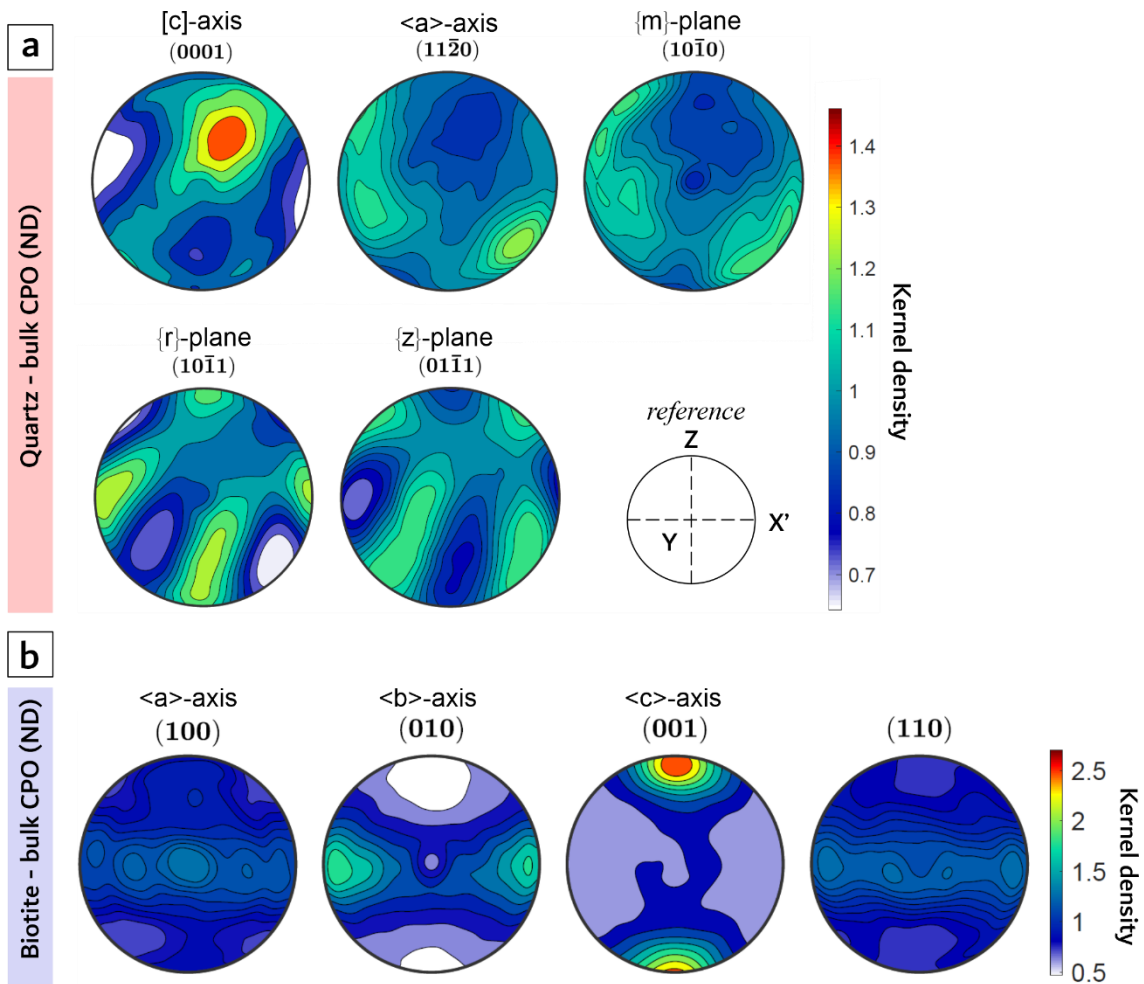 a
Quartz - bulk CPO (ND)
[c]-axis
(0001)
<a>-axis
(112̄0)
{m}-plane
(101̄0)
{r}-plane
(101̄1)
{z}-plane
(011̄1)
reference
Z
X'
Y
1.4
1.3
1.2
1.1
1
0.9
0.8
0.7
Kernel density
b
Biotite - bulk CPO (ND)
<a>-axis
(100)
<b>-axis
(010)
<c>-axis
(001)
(110)
2.5
2
1.5
1
0.5
Kernel density